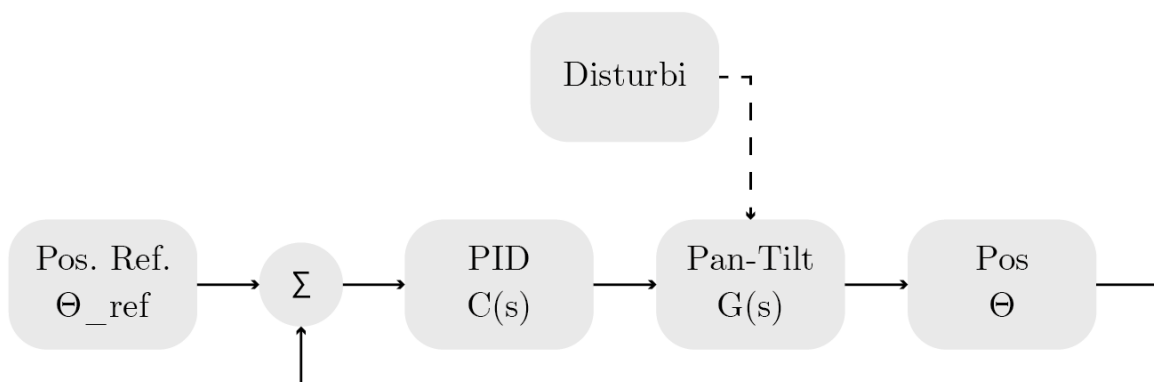 Disturbi
Pos. Ref.
Θ_ref
Σ
PID
C(s)
Pan-Tilt
G(s)
Pos
Θ